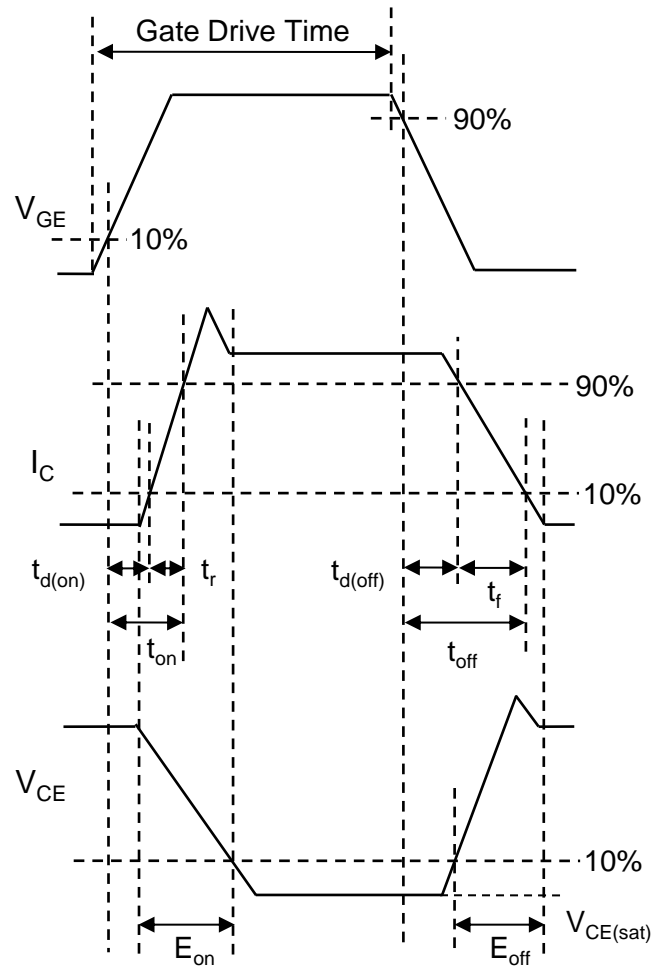 Gate Drive Time
90%
V_GE
10%
90%
I_C
10%
t_d(on)
t_r
t_d(off)
t_f
t_on
t_off
V_CE
10%
V_CE(sat)
E_on
E_off